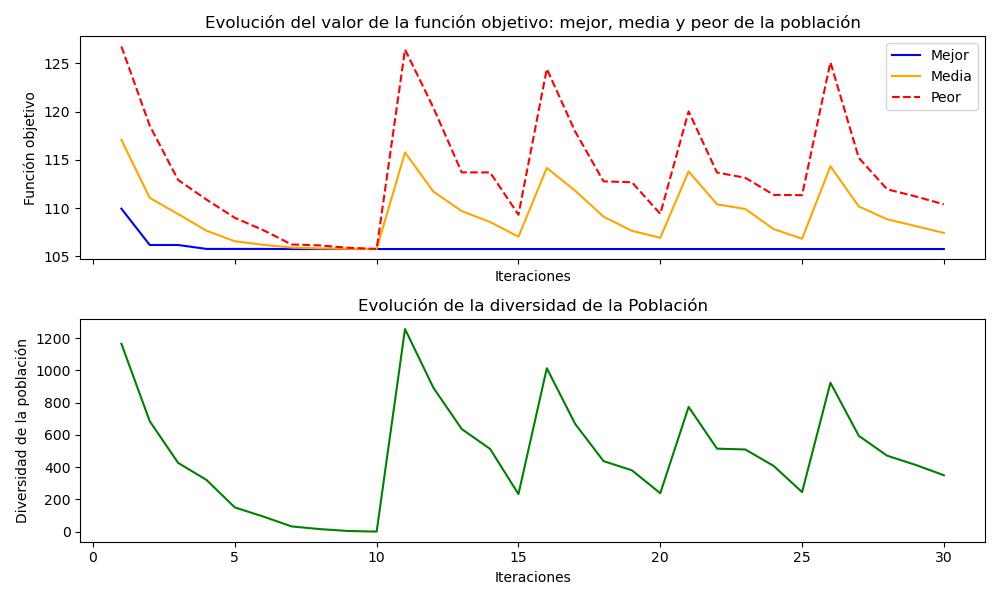 Evolución del valor de la función objetivo: mejor, media y peor de la población
Función objetivo
125
120
115
110
105
Mejor
Media
Peor
Iteraciones
Evolución de la diversidad de la Población
Diversidad de la población
1200
1000
800
600
400
200
0
0 5 10 15 20 25 30
Iteraciones